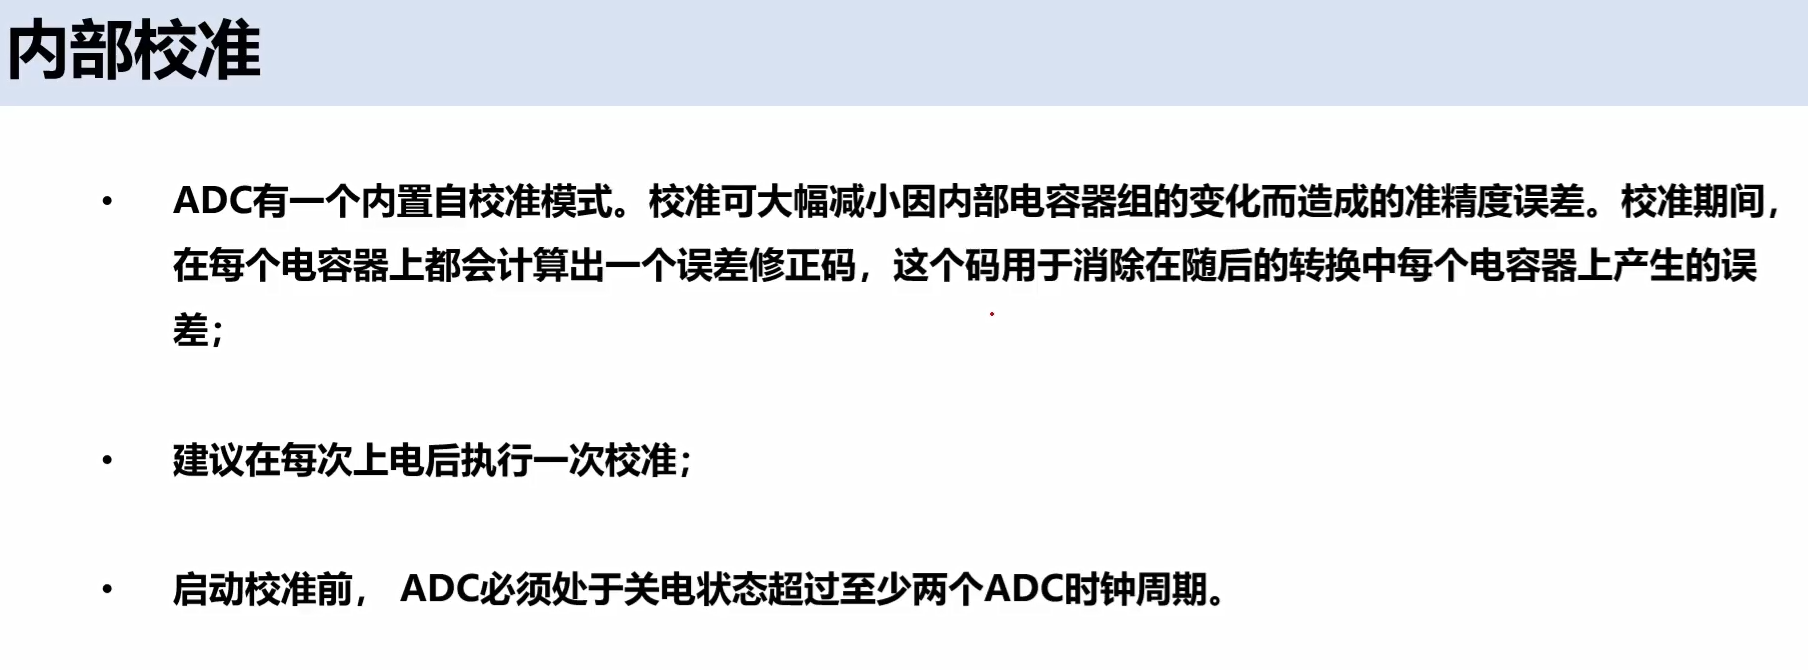 内部校准
• ADC有一个内置自校准模式。校准可大幅减小因内部电容器组的变化而造成的准精度误差。校准期间，
在每个电容器上都会计算出一个误差修正码，这个码用于消除在随后的转换中每个电容器上产生的误
差；
• 建议在每次上电后执行一次校准；
• 启动校准前， ADC必须处于关电状态超过至少两个ADC时钟周期。